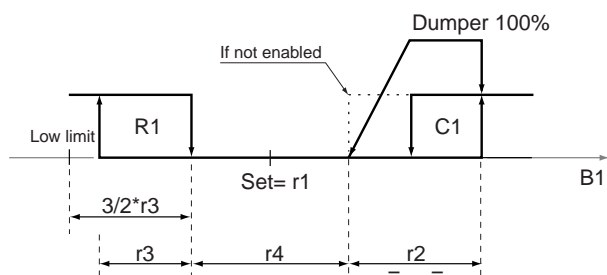 Dumper 100%
If not enabled
R1
C1
Low limit
Set= r1
B1
3/2*r3
r3
r4
r2